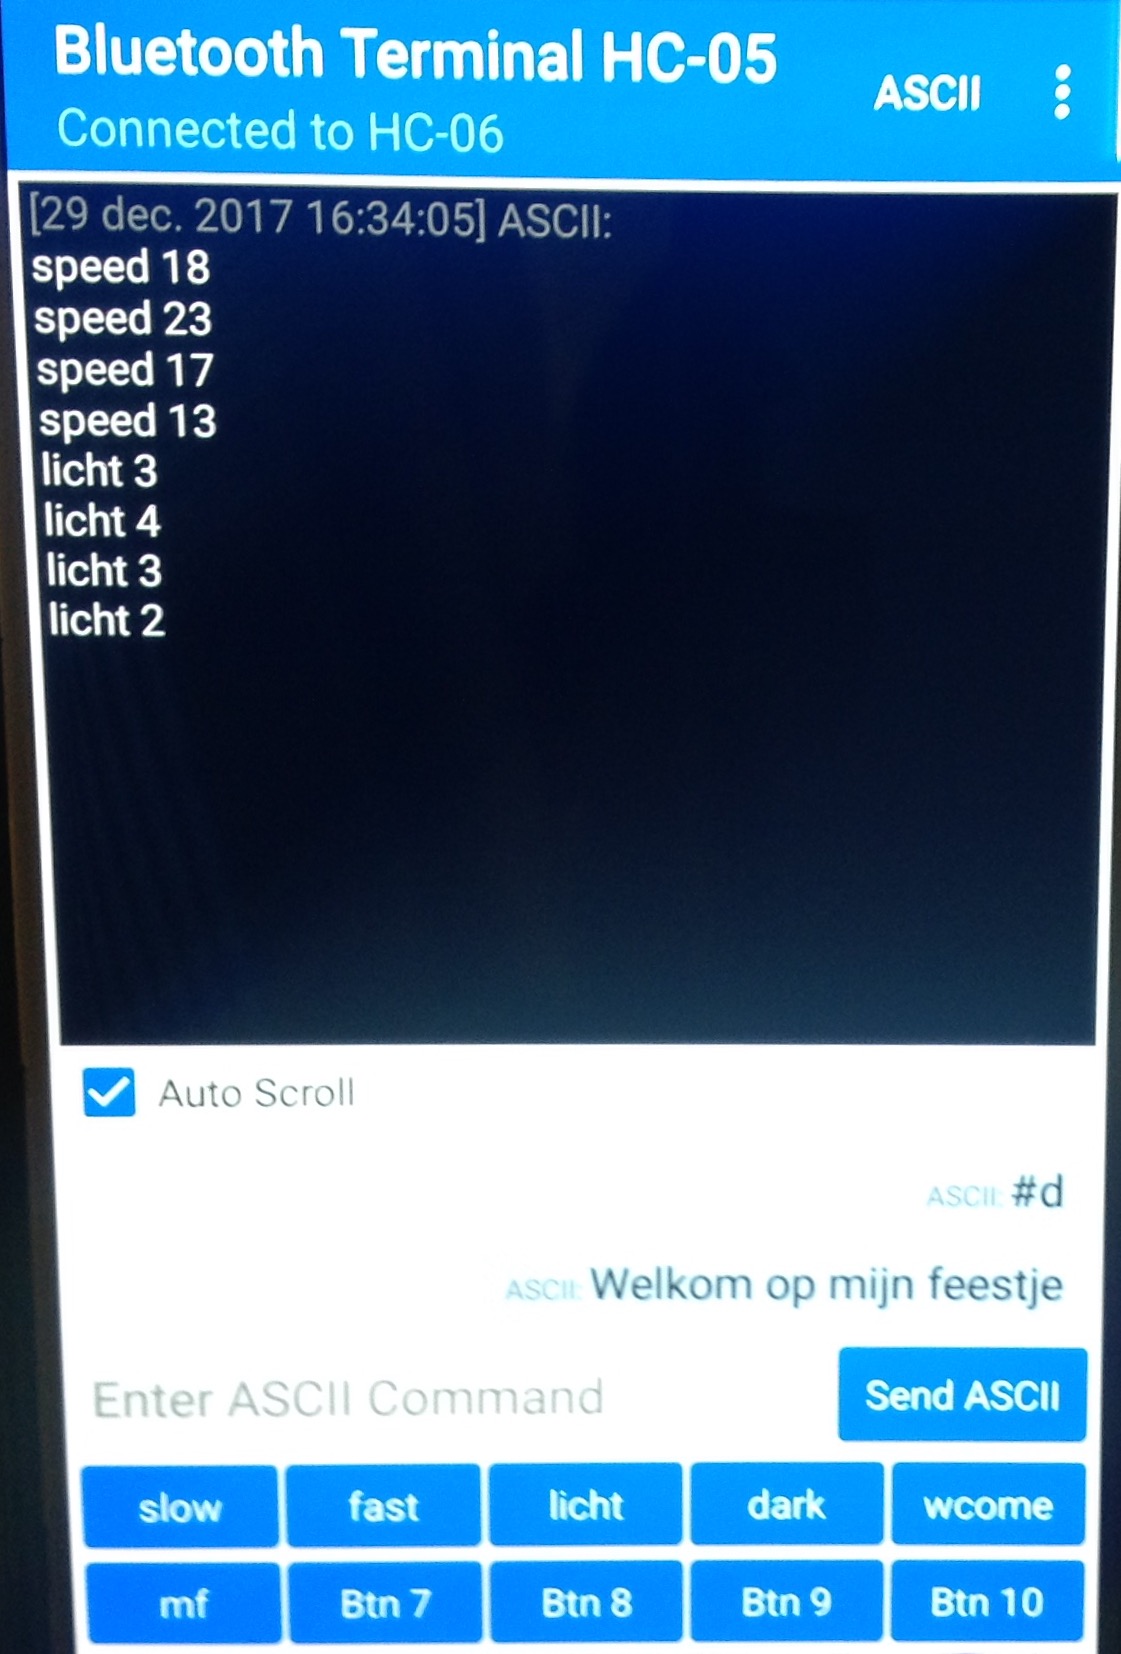 Bluetooth Terminal HC-05
ASCII
Connected to HC-06
[29 dec. 2017 16:34:05] ASCII:
speed 18
speed 23
speed 17
speed 13
licht 3
licht 4
licht 3
licht 2
Auto Scroll
ASCII: #d
ASCII: Welkom op mijn feestje
Enter ASCII Command
Send ASCII
slow fast licht dark wcome
mf Btn 7 Btn 8 Btn 9 Btn 10